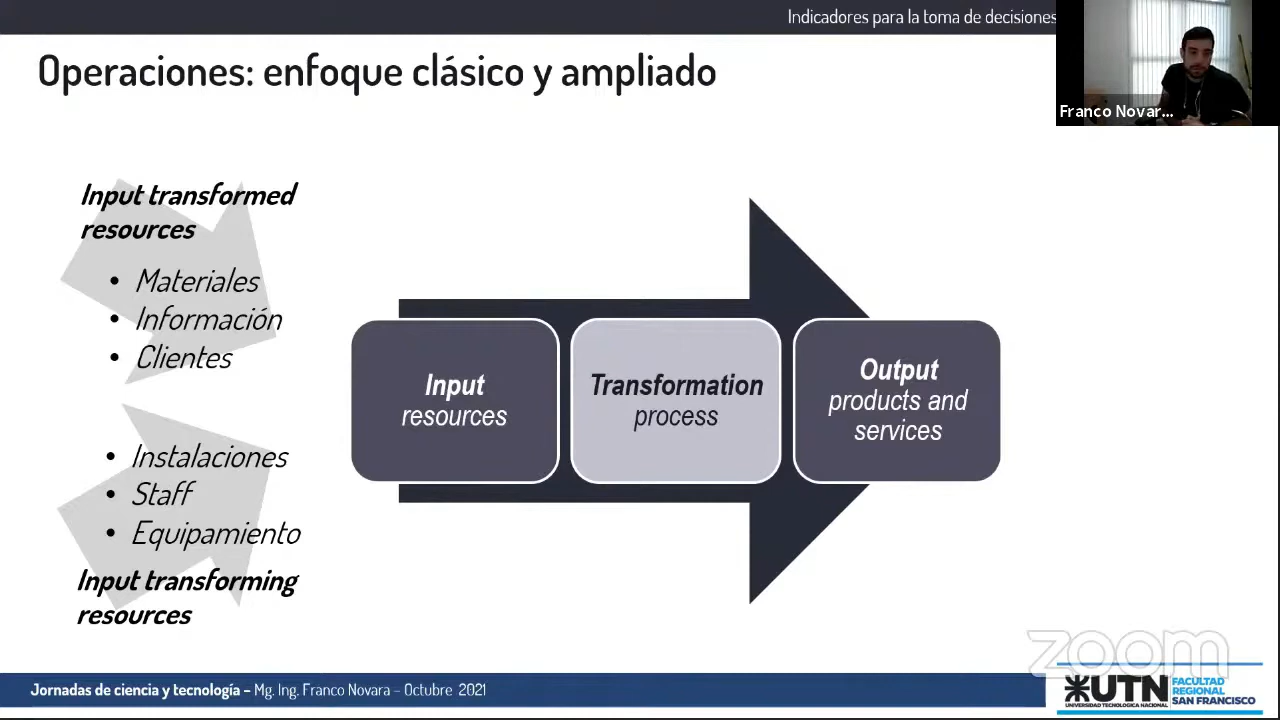 Indicadores para la toma de decisiones
Operaciones: enfoque clásico y ampliado
Franco Novar...
Input transformed
resources
• Materiales
• Información
• Clientes
• Instalaciones
• Staff
• Equipamiento
Input transforming
resources
Input
resources
Transformation
process
Output
products and
services
zoom
Jornadas de ciencia y tecnología – Mg. Ing. Franco Novara – Octubre 2021
UTN
UNIVERSIDAD TECNOLÓGICA NACIONAL
FACULTAD
REGIONAL
SAN FRANCISCO